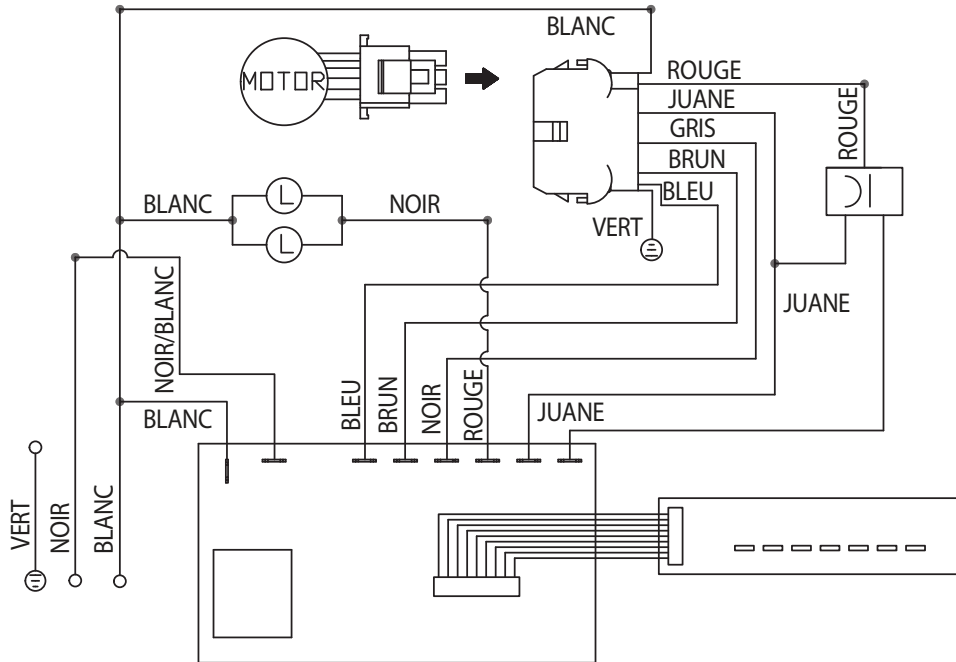 BLANC
ROUGE
MOTOR
JUANE
GRIS
ROUGE
BRUN
BLEU
BLANC
L
NOIR
VERT
L
JUANE
NOIR/BLANC
BLEU
BRUN
NOIR
ROUGE
JUANE
BLANC
VERT
NOIR
BLANC